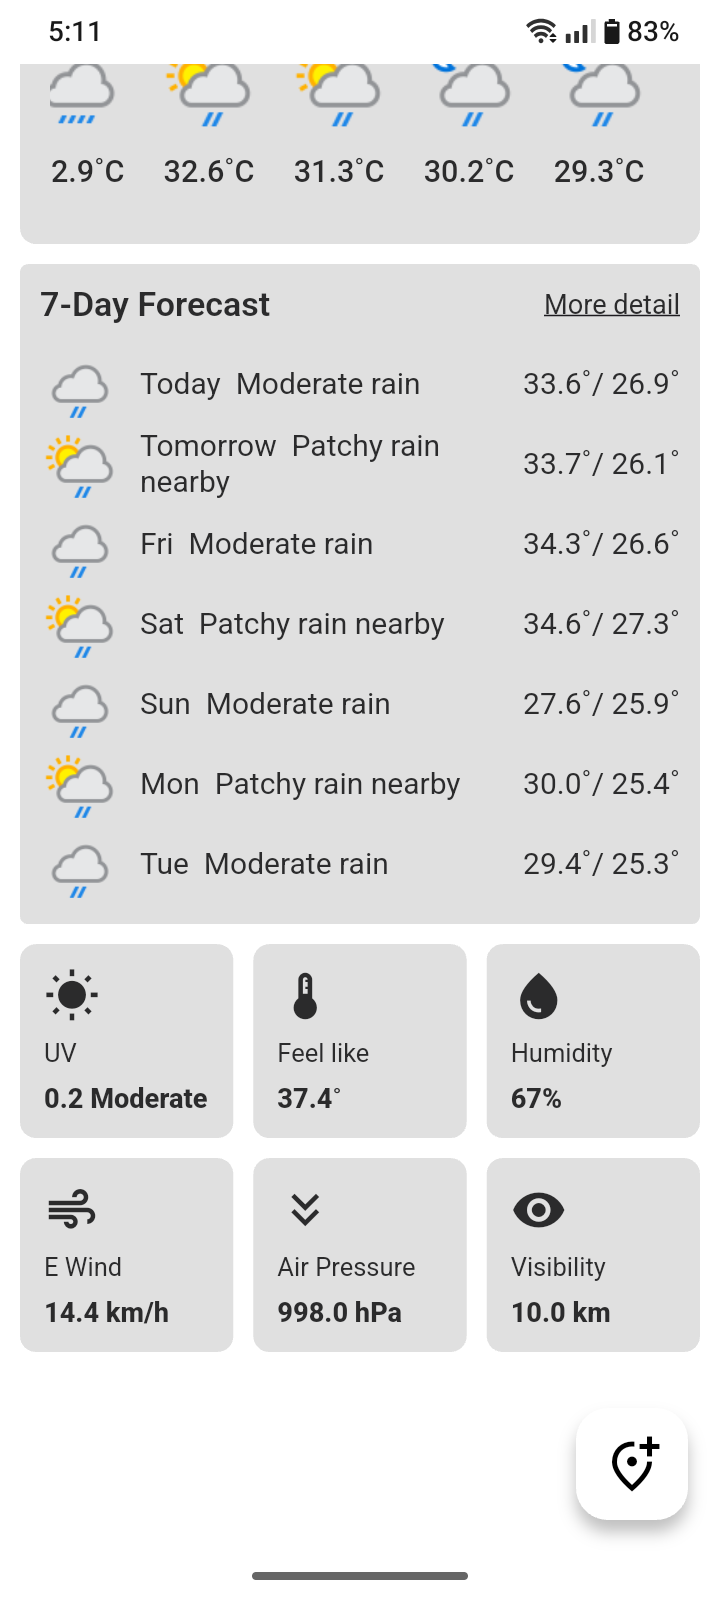 5:11 83%
2.9°C 32.6°C 31.3°C 30.2°C 29.3°C
7-Day Forecast More detail
Today Moderate rain 33.6°/ 26.9°
Tomorrow Patchy rain
nearby 33.7°/ 26.1°
Fri Moderate rain 34.3°/ 26.6°
Sat Patchy rain nearby 34.6°/ 27.3°
Sun Moderate rain 27.6°/ 25.9°
Mon Patchy rain nearby 30.0°/ 25.4°
Tue Moderate rain 29.4°/ 25.3°
UV Feel like Humidity
0.2 Moderate 37.4° 67%
E Wind Air Pressure Visibility
14.4 km/h 998.0 hPa 10.0 km